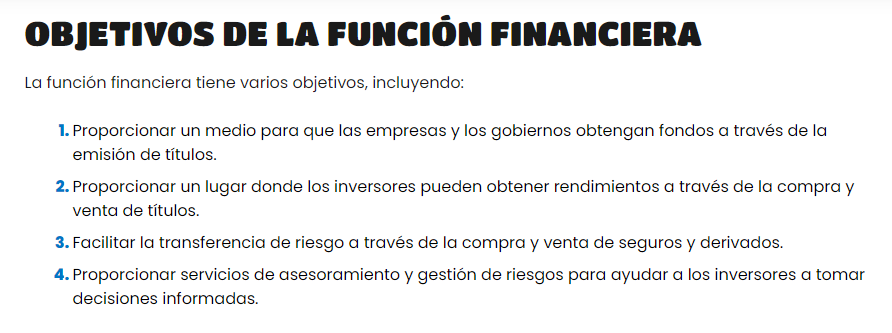 OBJETIVOS DE LA FUNCIÓN FINANCIERA
La función financiera tiene varios objetivos, incluyendo:
1. Proporcionar un medio para que las empresas y los gobiernos obtengan fondos a través de la
emisión de títulos.
2. Proporcionar un lugar donde los inversores pueden obtener rendimientos a través de la compra y
venta de títulos.
3. Facilitar la transferencia de riesgo a través de la compra y venta de seguros y derivados.
4. Proporcionar servicios de asesoramiento y gestión de riesgos para ayudar a los inversores a tomar
decisiones informadas.